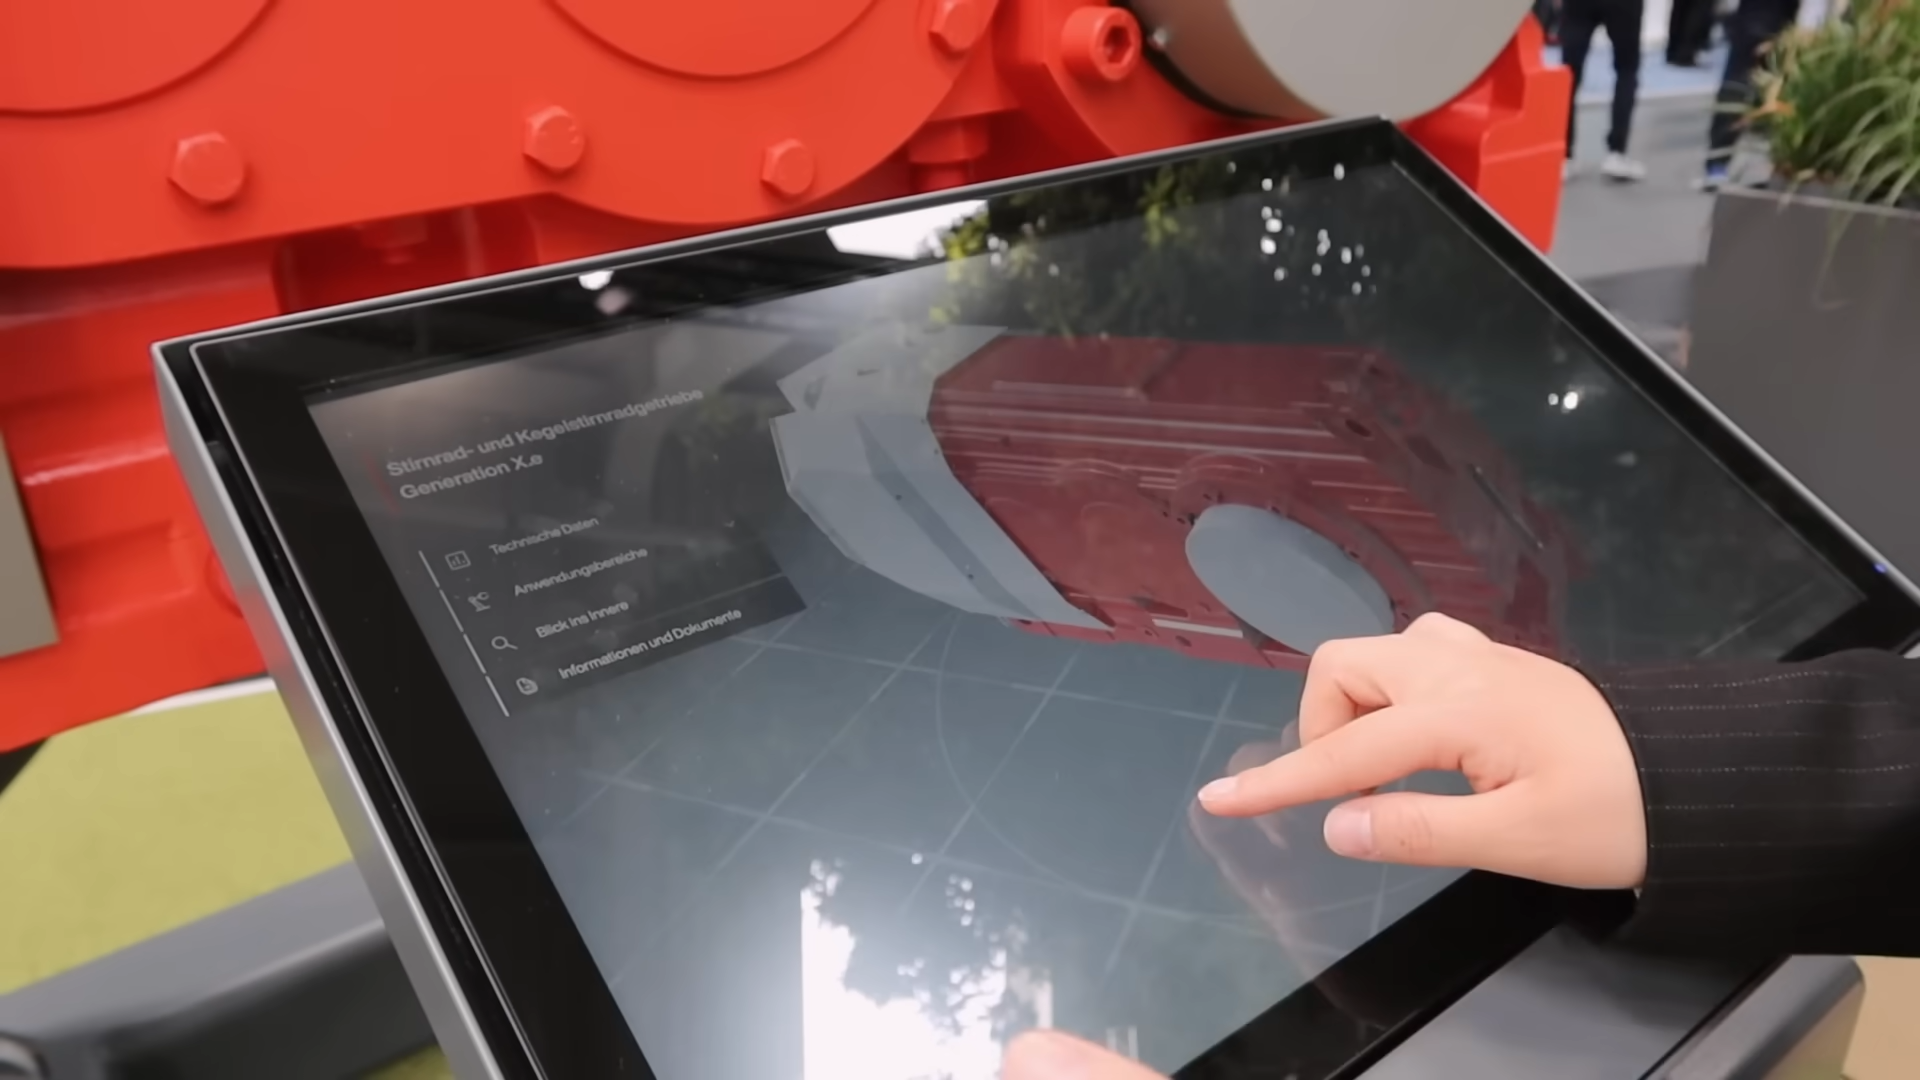 Stirnrad- und Kegelstirnradgetriebe
Generation X.e
Technische Daten
Anwendungsbereiche
Blick ins Innere
Informationen und Dokumente